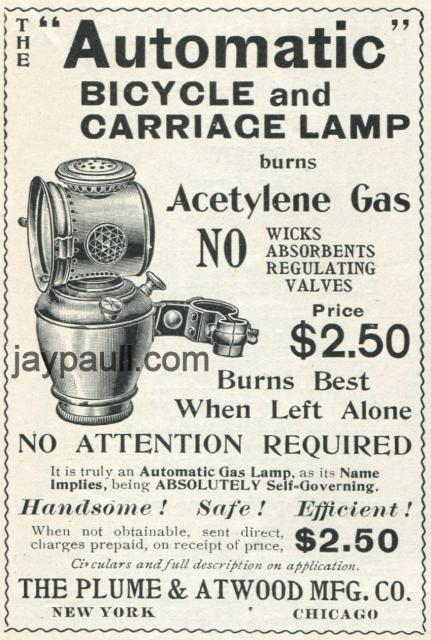 THE "Automatic"
BICYCLE and
CARRIAGE LAMP
burns
Acetylene Gas
NO WICKS
ABSORBENTS
REGULATING
VALVES
Price
$2.50
jaypaull.com
Burns Best
When Left Alone
NO ATTENTION REQUIRED
It is truly an Automatic Gas Lamp, as its Name
Implies, being ABSOLUTELY Self-Governing.
Handsome! Safe! Efficient!
When not obtainable, sent direct,
charges prepaid, on receipt of price, $2.50
Circulars and full description on application.
THE PLUME & ATWOOD MFG. CO.
NEW YORK CHICAGO